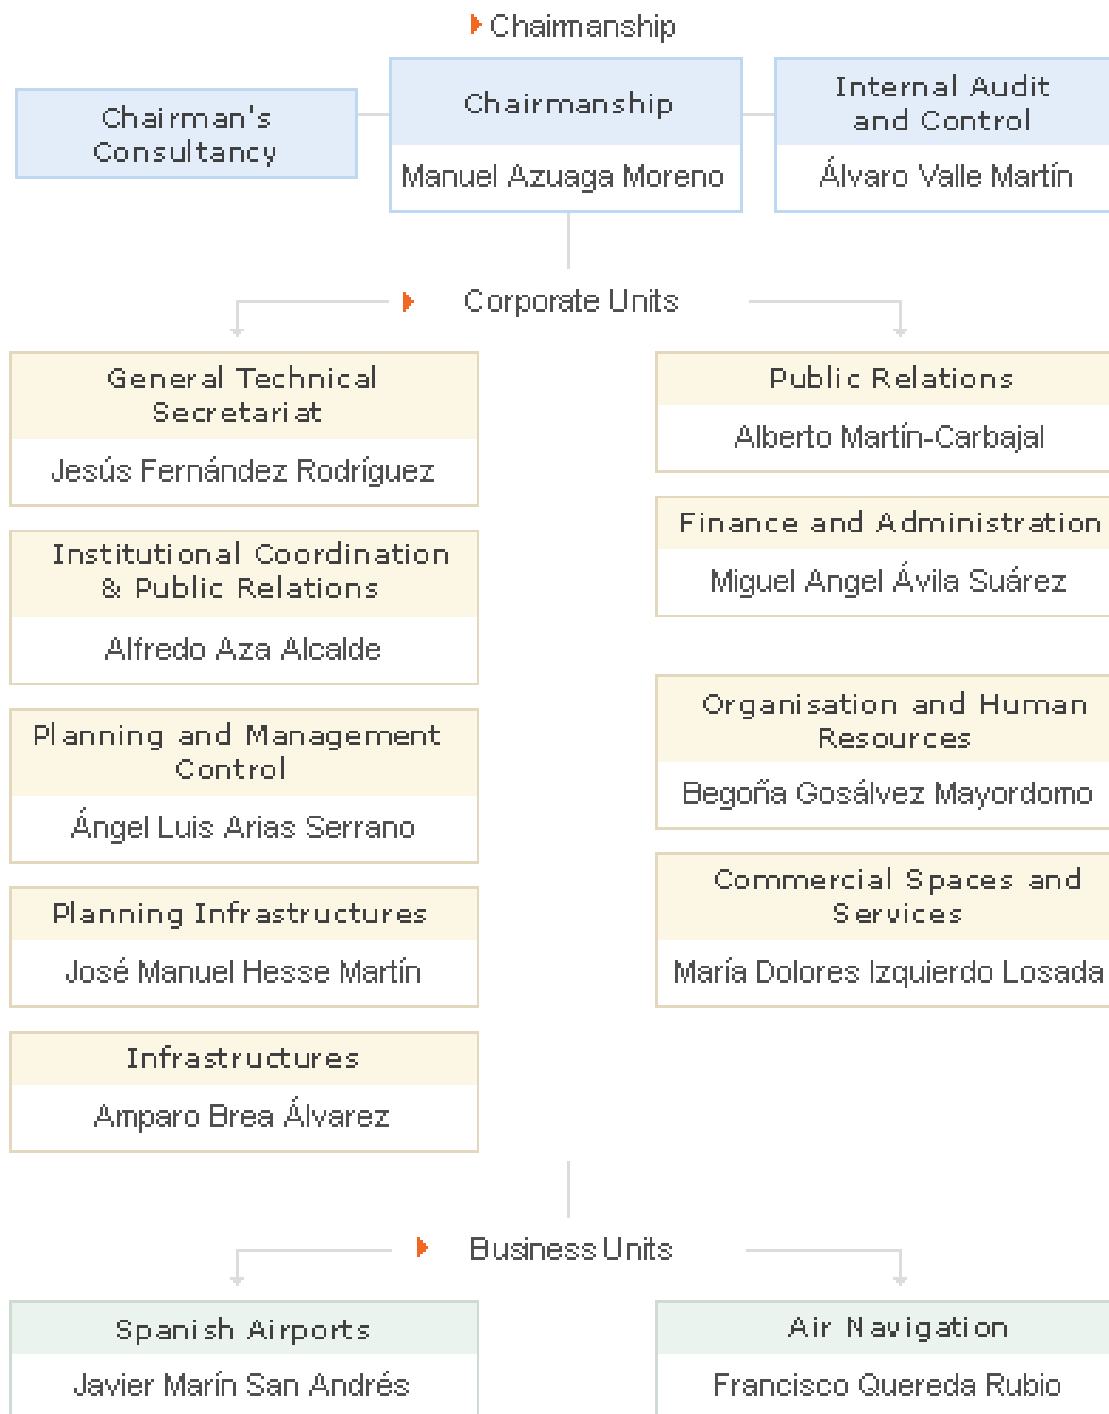 Chairmanship
Chairman's
Consultancy
Chairmanship
Manuel Azuaga Moreno
Internal Audit
and Control
Álvaro Valle Martín
Corporate Units
General Technical
Secretariat
Jesús Fernández Rodríguez
Institutional Coordination
& Public Relations
Alfredo Aza Alcalde
Planning and Management
Control
Ángel Luis Arias Serrano
Planning Infrastructures
José Manuel Hesse Martín
Infrastructures
Amparo Brea Álvarez
Public Relations
Alberto Martín-Carbajal
Finance and Administration
Miguel Angel Ávila Suárez
Organisation and Human
Resources
Begoña Gosálvez Mayordomo
Commercial Spaces and
Services
María Dolores Izquierdo Losada
Business Units
Spanish Airports
Javier Marín San Andrés
Air Navigation
Francisco Quereda Rubio